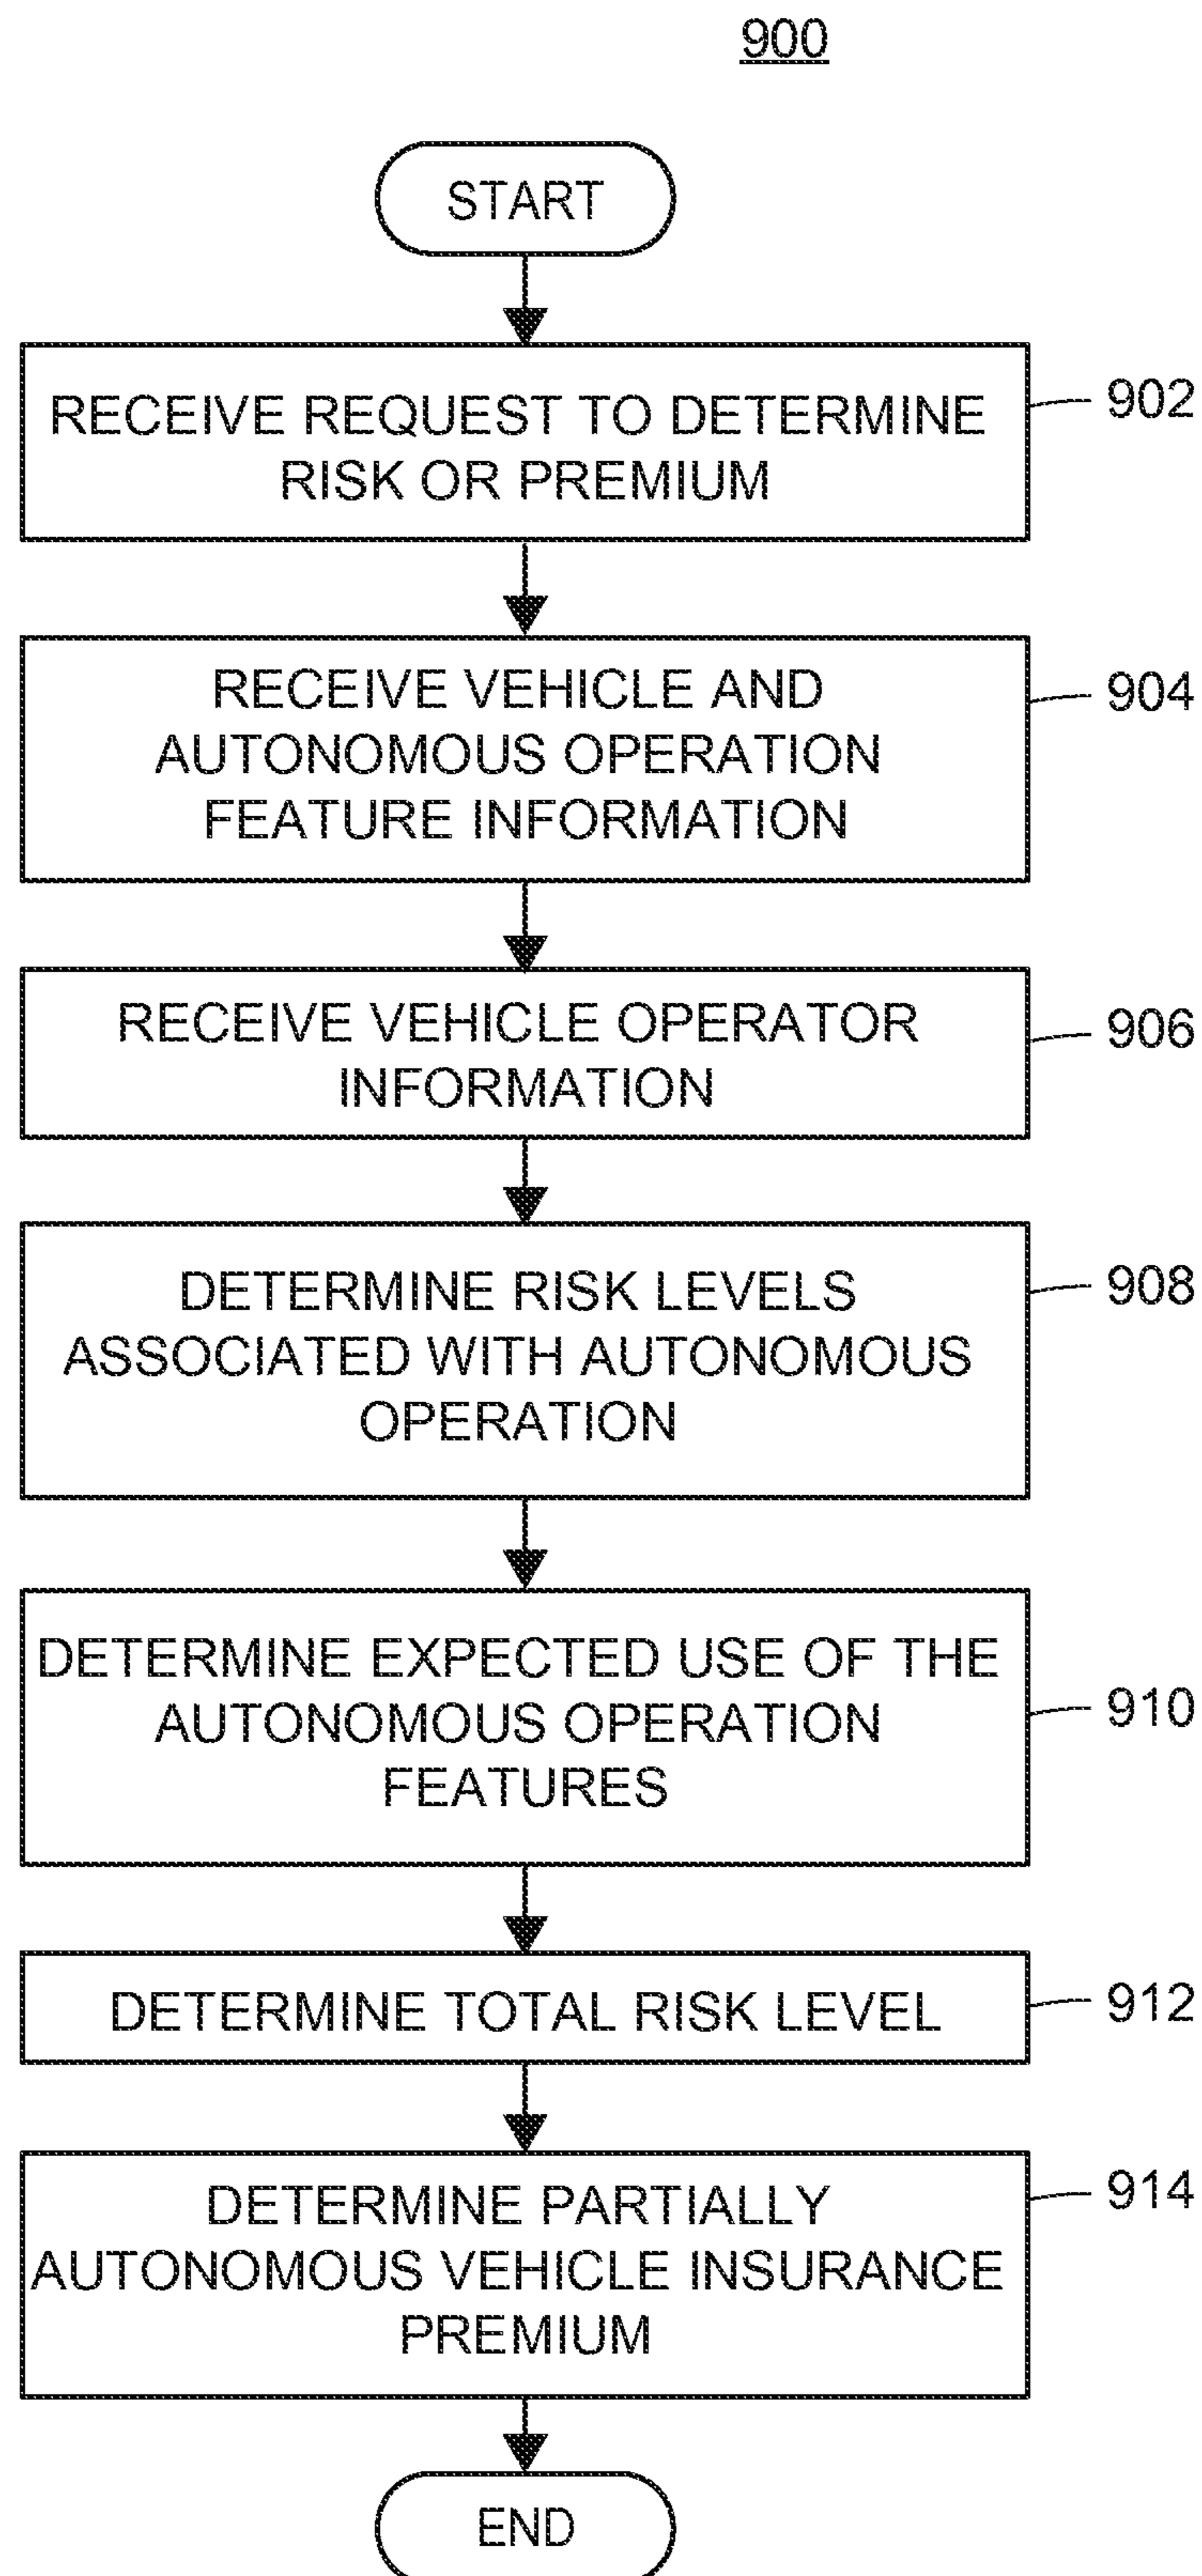 900
START
RECEIVE REQUEST TO DETERMINE
RISK OR PREMIUM
902
RECEIVE VEHICLE AND
AUTONOMOUS OPERATION
FEATURE INFORMATION
904
RECEIVE VEHICLE OPERATOR
INFORMATION
906
DETERMINE RISK LEVELS
ASSOCIATED WITH AUTONOMOUS
OPERATION
908
DETERMINE EXPECTED USE OF THE
AUTONOMOUS OPERATION
FEATURES
910
DETERMINE TOTAL RISK LEVEL
912
DETERMINE PARTIALLY
AUTONOMOUS VEHICLE INSURANCE
PREMIUM
914
END